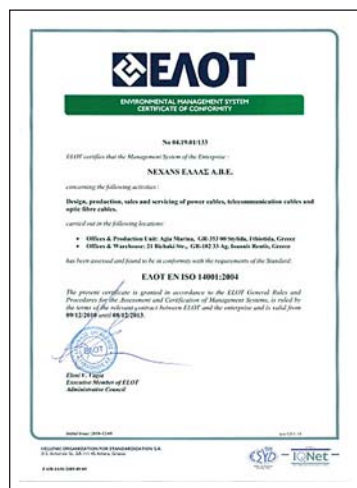 ΕΛΟΤ
ENVIRONMENTAL MANAGEMENT SYSTEM
CERTIFICATE OF CONFORMITY
No 04.19.01/133
ELOT certifies that the Management System of the Enterprise :
NEXANS ΕΛΛΑΣ Α.Β.Ε.
concerning the following activities :
Design, production, sales and servicing of power cables, telecommunication cables and
optic fibre cables.
carried out in the following locations:
• Offices & Production Unit: Agia Marina, GR-353 00 Stylida, Fthiotida, Greece
• Offices & Warehouse: 21 Bichaki Str., GR-182 33 Ag. Ioannis Rentis, Greece
has been assessed and found to be in conformity with the requirements of the Standard:
ΕΛΟΤ EN ISO 14001:2004
The present certificate is granted in accordance to the ELOT General Rules and
Procedures for the Assessment and Certification of Management Systems, is ruled by
the terms of the relevant contract between ELOT and the enterprise and is valid from
09/12/2010 until 08/12/2013.
ΕΛΟΤ
Executive Member of ELOT
Administrative Council
HELLENIC ORGANIZATION FOR STANDARDIZATION S.A.
IQNet